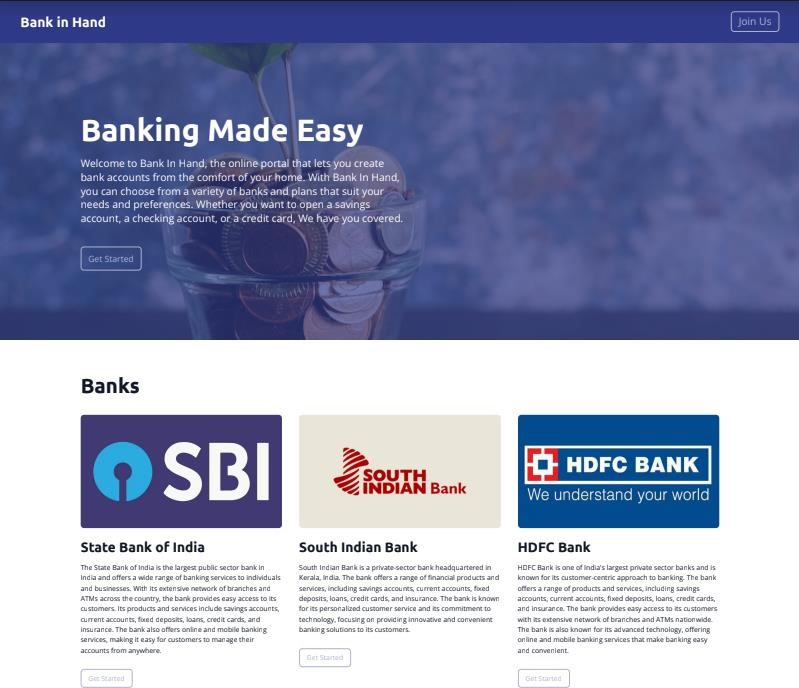 Bank in Hand
Join Us
Banking Made Easy
Welcome to Bank In Hand, the online portal that lets you create
bank accounts from the comfort of your home. With Bank In Hand,
you can choose from a variety of banks and plans that suit your
needs and preferences. Whether you want to open a savings
account, a checking account, or a credit card, We have you covered.
Get Started
Banks
SBI
SOUTH
INDIAN Bank
HDFC BANK
We understand your world
State Bank of India
The State Bank of India is the largest public sector bank in
India and offers a wide range of banking services to individuals
and businesses. With its extensive network of branches and
ATMs across the country, the bank provides easy access to its
customers. Its products and services include savings accounts,
current accounts, fixed deposits, loans, credit cards, and
insurance. The bank also offers online and mobile banking
services, making it easy for customers to manage their
accounts from anywhere.
Get Started
South Indian Bank
South Indian Bank is a private-sector bank headquartered in
Kerala, India. The bank offers a range of financial products and
services, including savings accounts, current accounts, fixed
deposits, loans, credit cards, and insurance. The bank is known
for its personalized customer service and its commitment to
technology, focusing on providing innovative and convenient
banking solutions to its customers.
Get Started
HDFC Bank
HDFC Bank is one of India's largest private sector banks and is
known for its customer-centric approach to banking. The bank
offers a range of products and services, including savings
accounts, current accounts, fixed deposits, loans, credit cards,
and insurance. The bank provides easy access to its customers
with its extensive network of branches and ATMs nationwide.
The bank is also known for its advanced technology, offering
online and mobile banking services that make banking easy
and convenient.
Get Started